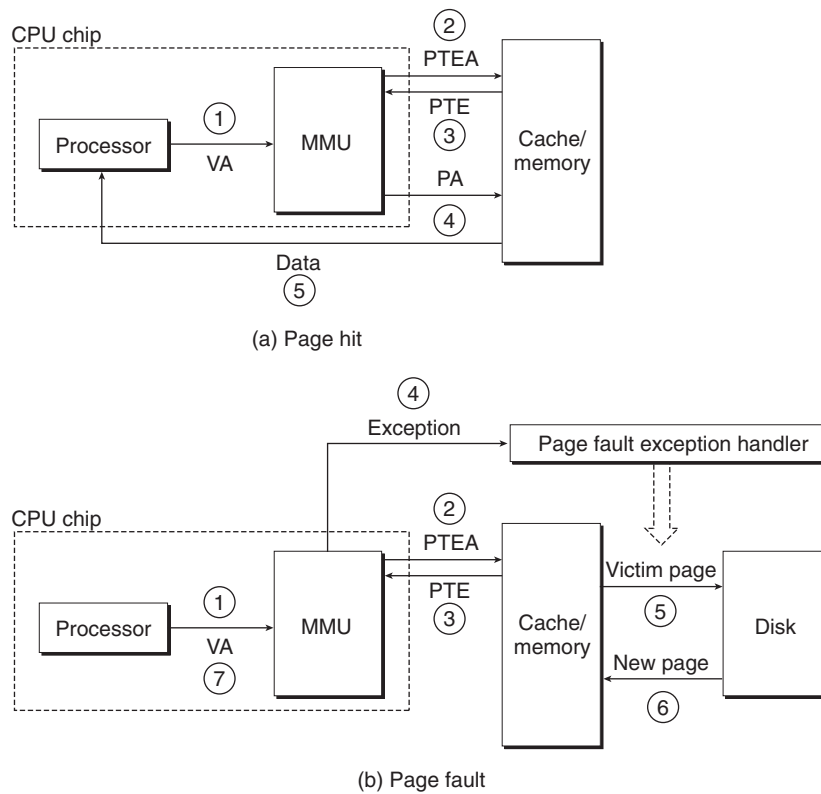 CPU chip
Processor
1
VA
MMU
2
PTEA
PTE
3
PA
4
Cache/
memory
Data
5
(a) Page hit
4
Exception
Page fault exception handler
CPU chip
Processor
1
VA
7
MMU
2
PTEA
PTE
3
Cache/
memory
Victim page
5
New page
6
Disk
(b) Page fault